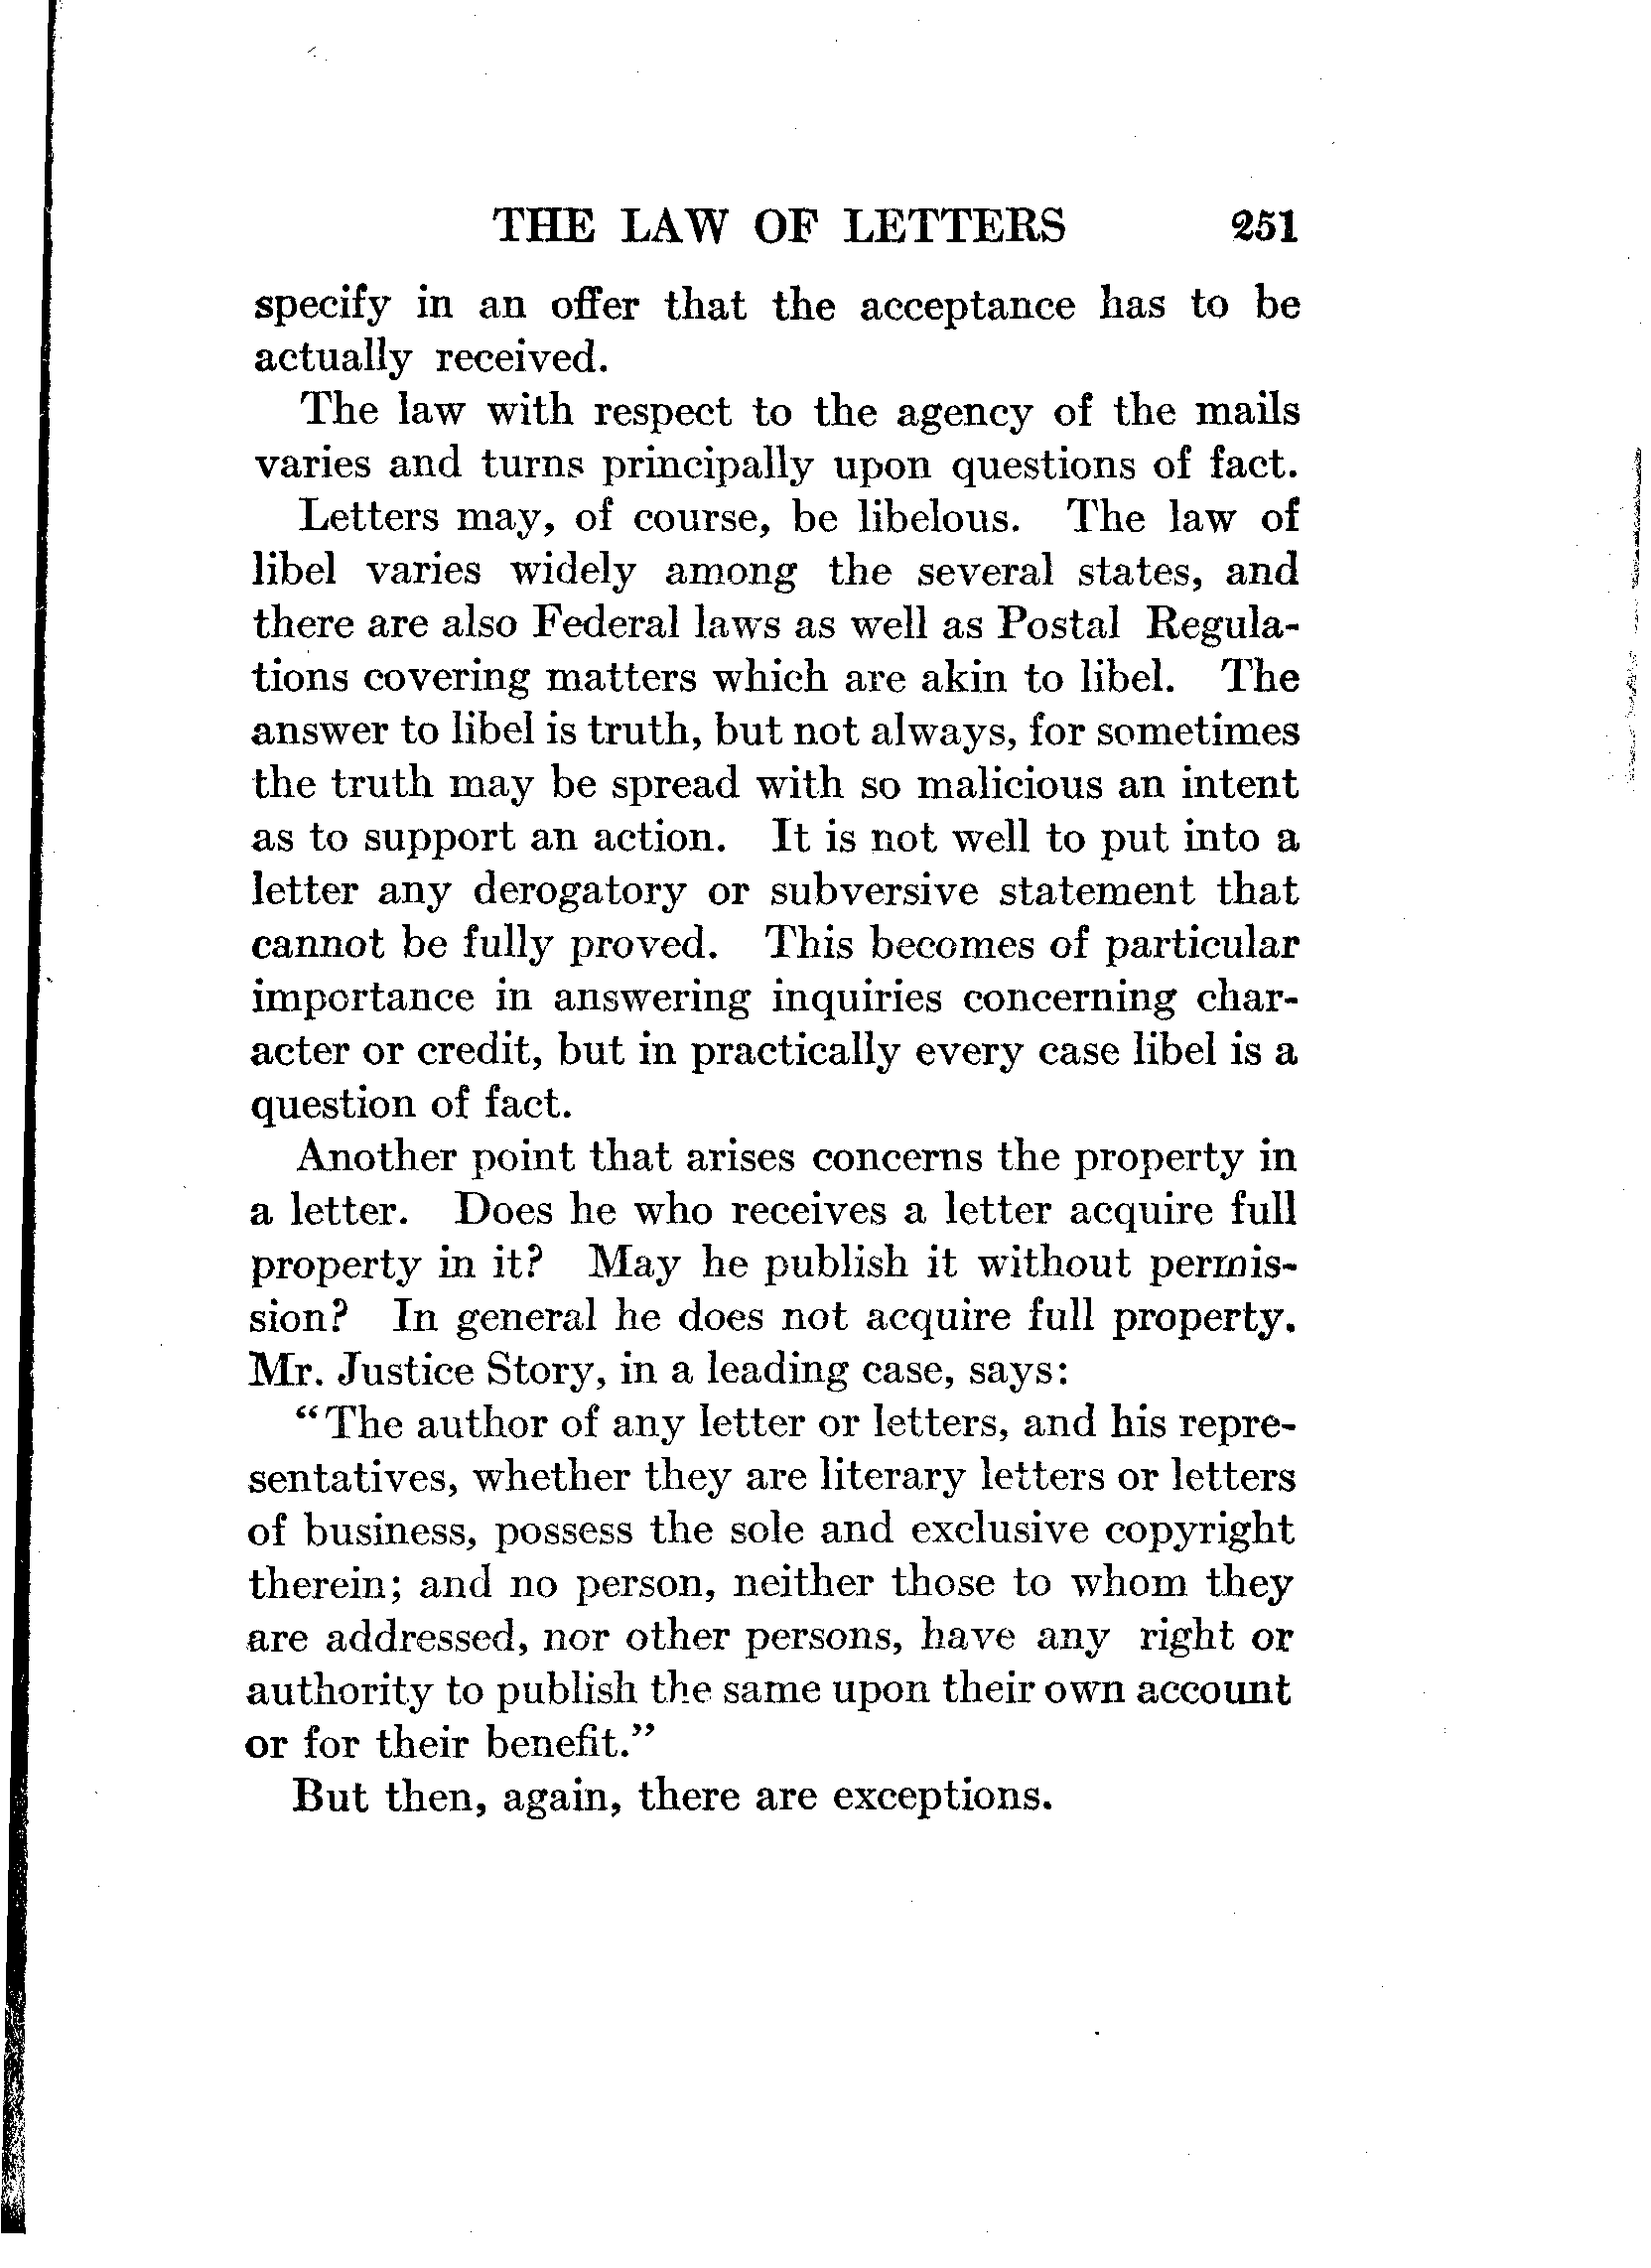 THE LAW OF LETTERS 251
specify in an offer that the acceptance has to be
actually received.
The law with respect to the agency of the mails
varies and turns principally upon questions of fact.
Letters may, of course, be libelous. The law of
libel varies widely among the several states, and
there are also Federal laws as well as Postal Regula-
tions covering matters which are akin to libel. The
answer to libel is truth, but not always, for sometimes
the truth may be spread with so malicious an intent
as to support an action. It is not well to put into a
letter any derogatory or subversive statement that
cannot be fully proved. This becomes of particular
importance in answering inquiries concerning char-
acter or credit, but in practically every case libel is a
question of fact.
Another point that arises concerns the property in
a letter. Does he who receives a letter acquire full
property in it? May he publish it without permis-
sion? In general he does not acquire full property.
Mr. Justice Story, in a leading case, says:
“The author of any letter or letters, and his repre-
sentatives, whether they are literary letters or letters
of business, possess the sole and exclusive copyright
therein; and no person, neither those to whom they
are addressed, nor other persons, have any right or
authority to publish the same upon their own account
or for their benefit.”
But then, again, there are exceptions.